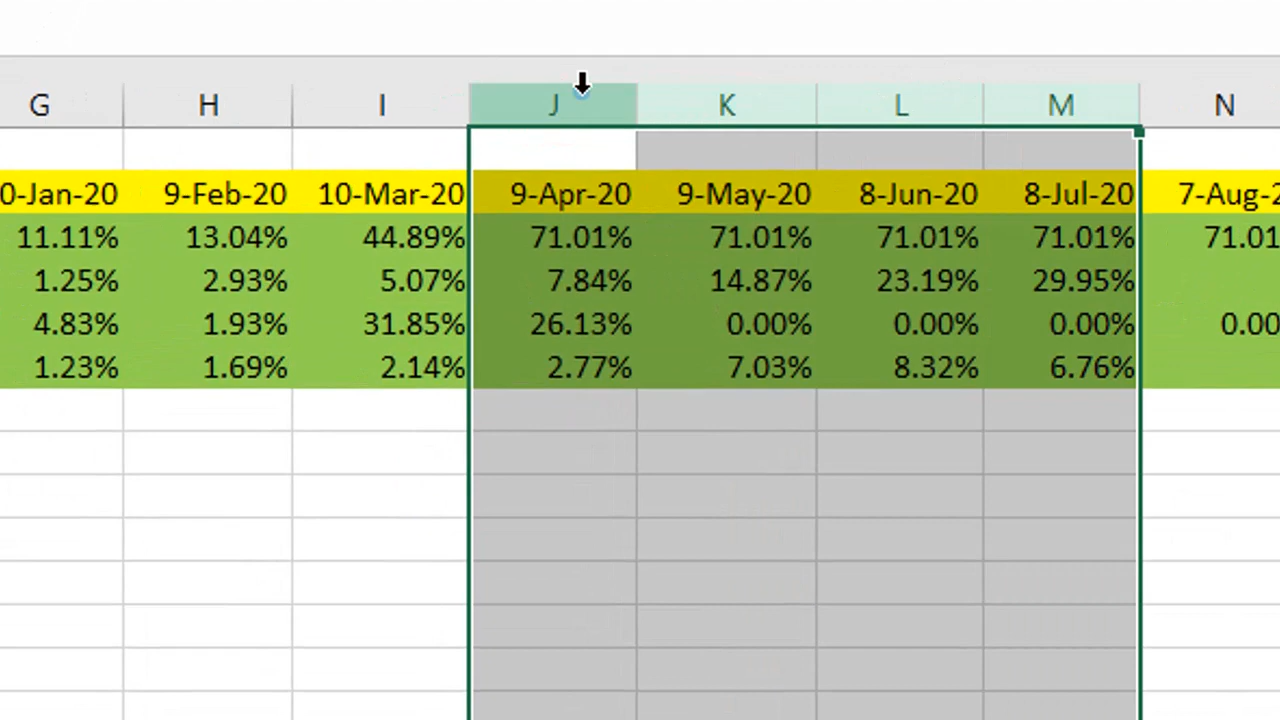 G H I J K L M N
0-Jan-20 9-Feb-20 10-Mar-20 9-Apr-20 9-May-20 8-Jun-20 8-Jul-20 7-Aug-2
11.11% 13.04% 44.89% 71.01% 71.01% 71.01% 71.01% 71.01
1.25% 2.93% 5.07% 7.84% 14.87% 23.19% 29.95%
4.83% 1.93% 31.85% 26.13% 0.00% 0.00% 0.00% 0.00
1.23% 1.69% 2.14% 2.77% 7.03% 8.32% 6.76%